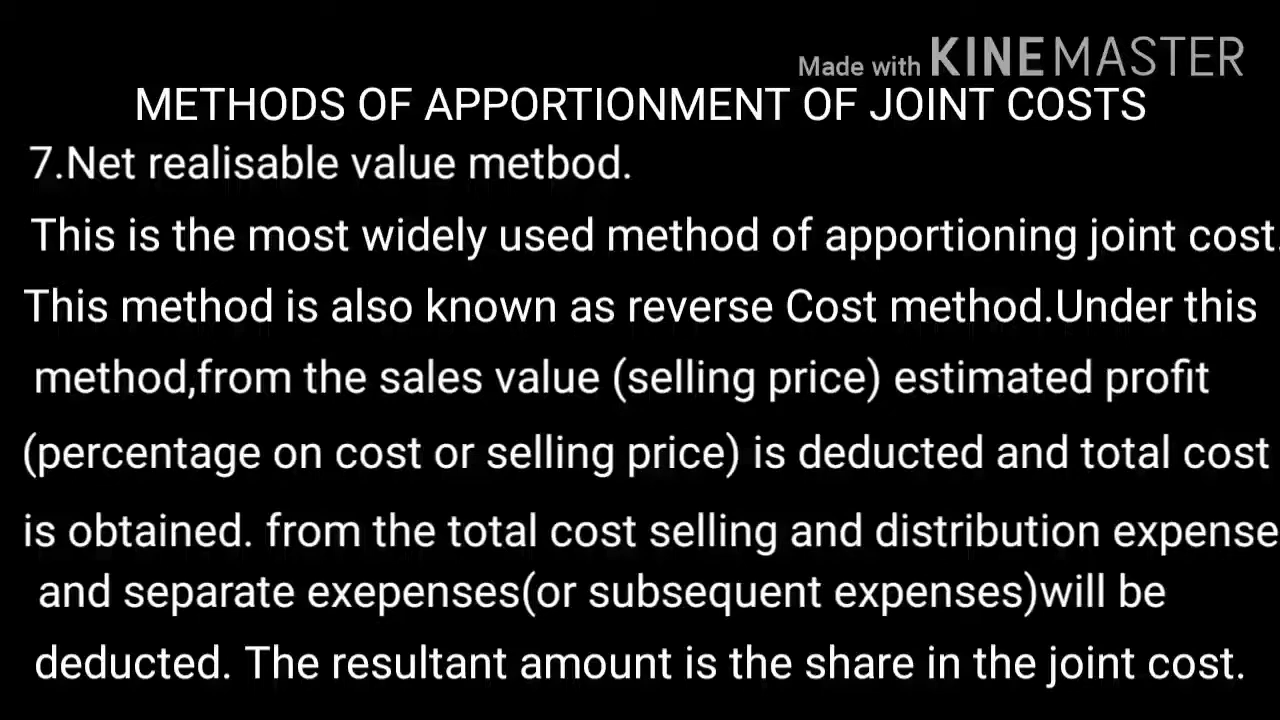 Made with KINEMASTER
METHODS OF APPORTIONMENT OF JOINT COSTS
7.Net realisable value metbod.
This is the most widely used method of apportioning joint cost.
This method is also known as reverse Cost method.Under this
method,from the sales value (selling price) estimated profit
(percentage on cost or selling price) is deducted and total cost
is obtained. from the total cost selling and distribution expense
and separate exepenses(or subsequent expenses)will be
deducted. The resultant amount is the share in the joint cost.